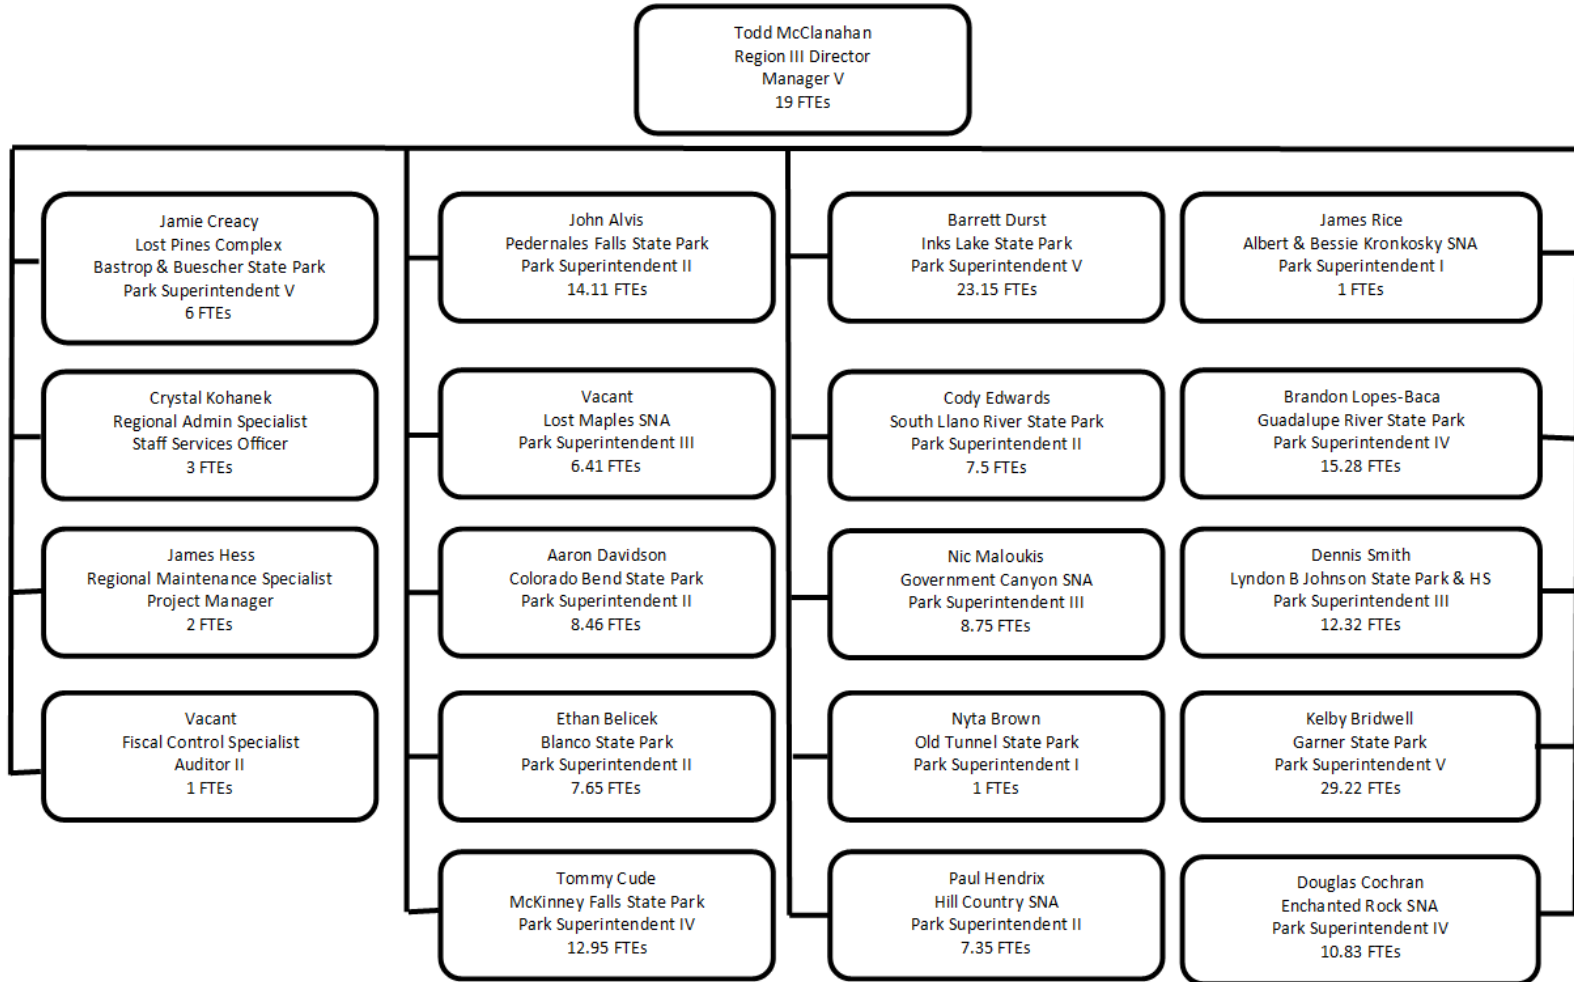 Todd McClanahan
Region III Director
Manager V
19 FTEs
Jamie Creacy
Lost Pines Complex
Bastrop & Buescher State Park
Park Superintendent V
6 FTEs
Crystal Kohanek
Regional Admin Specialist
Staff Services Officer
3 FTEs
James Hess
Regional Maintenance Specialist
Project Manager
2 FTEs
Vacant
Fiscal Control Specialist
Auditor II
1 FTEs
John Alvis
Pedernales Falls State Park
Park Superintendent II
14.11 FTEs
Vacant
Lost Maples SNA
Park Superintendent III
6.41 FTEs
Aaron Davidson
Colorado Bend State Park
Park Superintendent II
8.46 FTEs
Ethan Belicek
Blanco State Park
Park Superintendent II
7.65 FTEs
Tommy Cude
McKinney Falls State Park
Park Superintendent IV
12.95 FTEs
Barrett Durst
Inks Lake State Park
Park Superintendent V
23.15 FTEs
Cody Edwards
South Llano River State Park
Park Superintendent II
7.5 FTEs
Nic Maloukis
Government Canyon SNA
Park Superintendent III
8.75 FTEs
Nyta Brown
Old Tunnel State Park
Park Superintendent I
1 FTEs
Paul Hendrix
Hill Country SNA
Park Superintendent II
7.35 FTEs
James Rice
Albert & Bessie Kronkosky SNA
Park Superintendent I
1 FTEs
Brandon Lopes-Baca
Guadalupe River State Park
Park Superintendent IV
15.28 FTEs
Dennis Smith
Lyndon B Johnson State Park & HS
Park Superintendent III
12.32 FTEs
Kelby Bridwell
Garner State Park
Park Superintendent V
29.22 FTEs
Douglas Cochran
Enchanted Rock SNA
Park Superintendent IV
10.83 FTEs